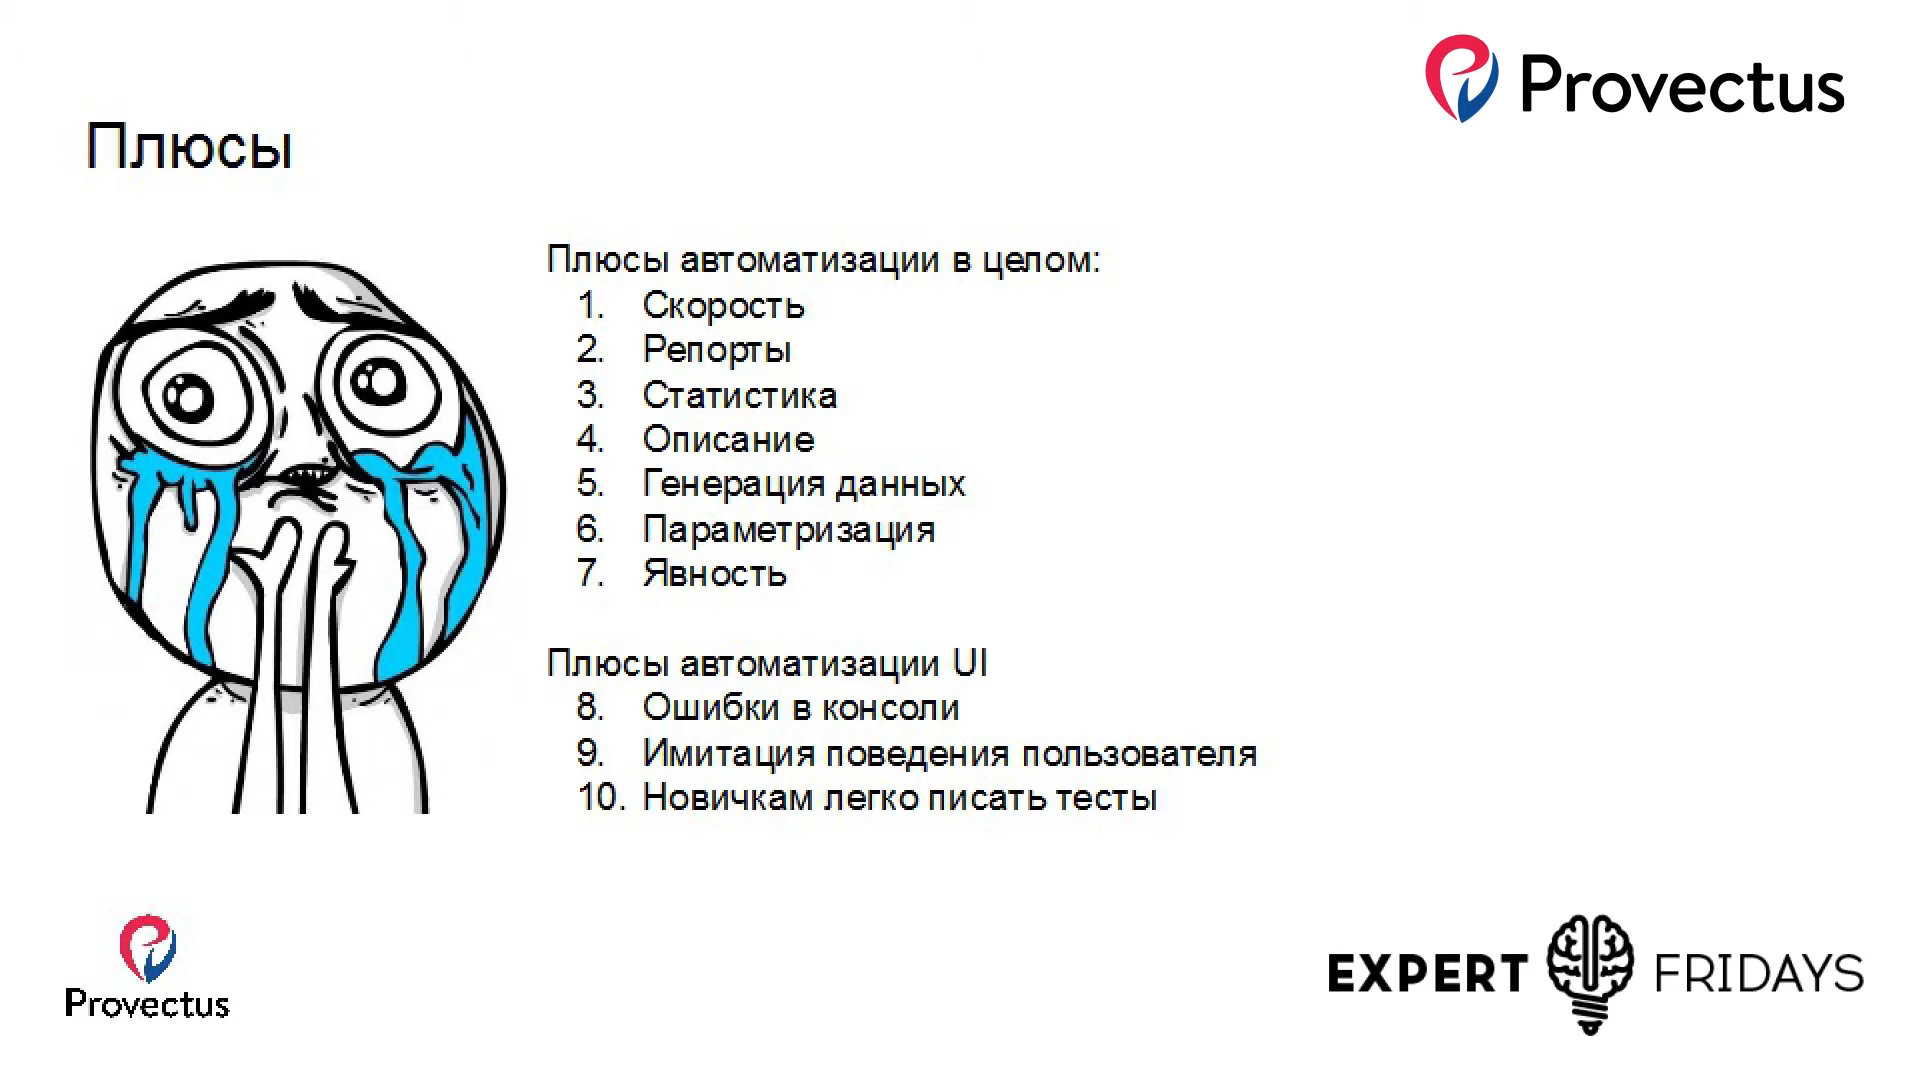 Provectus
Плюсы
Плюсы автоматизации в целом:
1. Скорость
2. Репорты
3. Статистика
4. Описание
5. Генерация данных
6. Параметризация
7. Явность
Плюсы автоматизации UI
8. Ошибки в консоли
9. Имитация поведения пользователя
10. Новичкам легко писать тесты
Provectus
EXPERT FRIDAYS